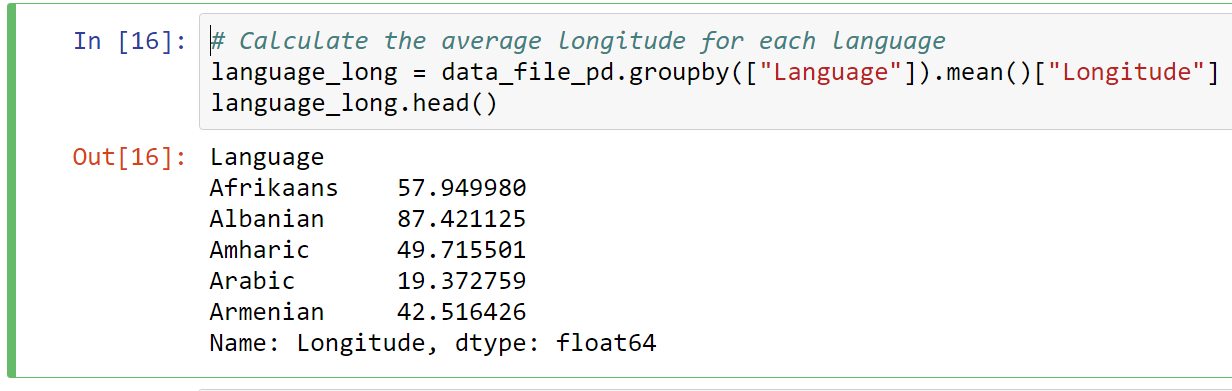 In [16]: # Calculate the average longitude for each language
language_long = data_file_pd.groupby(["Language"]).mean()["Longitude"]
language_long.head()
Out[16]: Language
Afrikaans    57.949980
Albanian     87.421125
Amharic      49.715501
Arabic       19.372759
Armenian     42.516426
Name: Longitude, dtype: float64